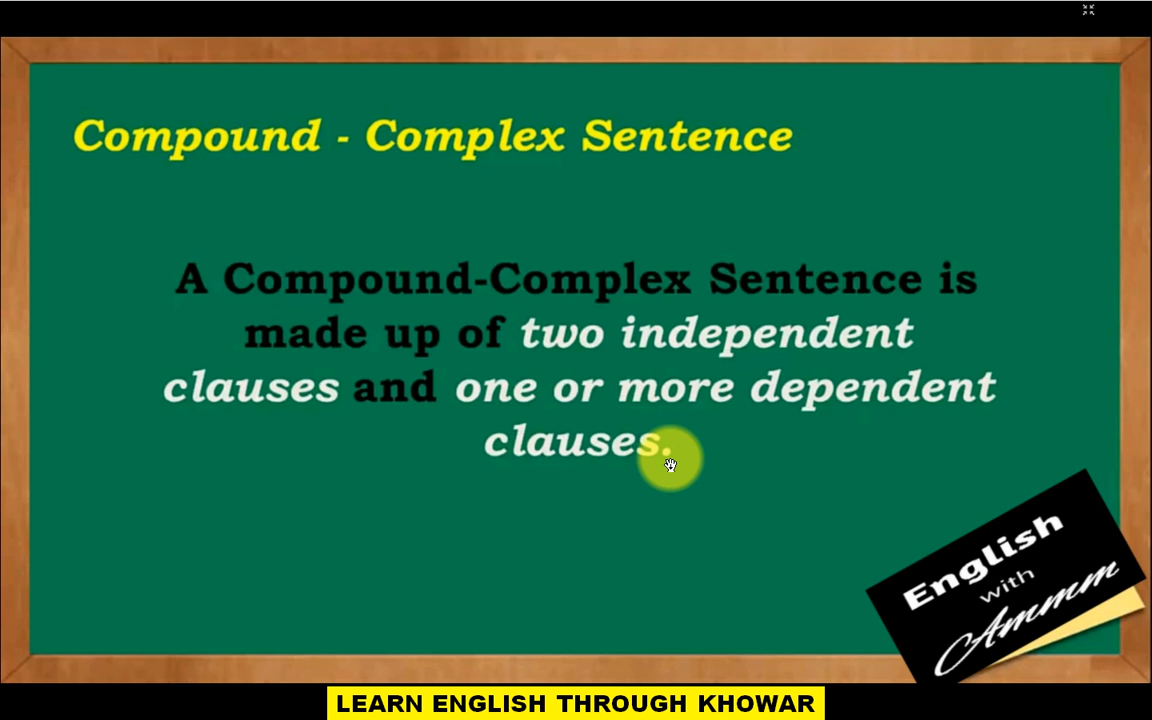 Compound - Complex Sentence
A Compound-Complex Sentence is
made up of two independent
clauses and one or more dependent
clauses.
English
with
Ammm
LEARN ENGLISH THROUGH KHOWAR